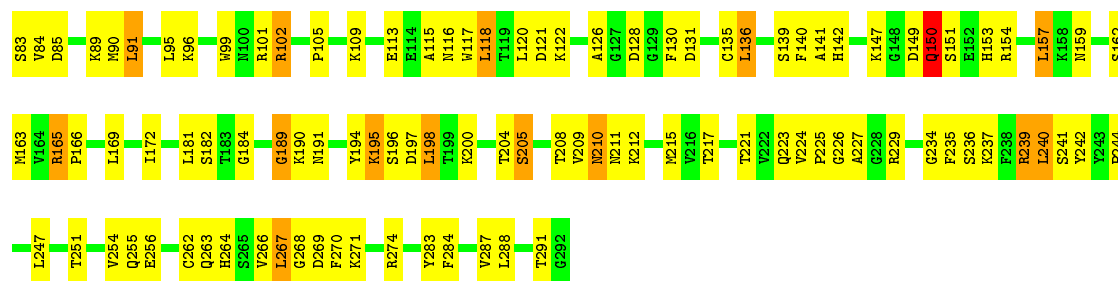 S83 V84 D85 K89 M90 L91 L95 K96 W99 N100 R101 R102 P105 K109 E113 E114 A115 N116 W117 L118 T119 L120 D121 K122 A126 G127 D128 G129 F130 D131 C135 L136 S139 F140 A141 H142 K147 G148 D149 Q150 S151 E152 H153 R154 L157 K158 N159 S162
M163 V164 R165 P166 L169 I172 L181 S182 T183 G184 G189 K190 N191 Y194 K195 S196 D197 L198 T199 K200 T204 S205 T208 V209 N210 N211 K212 M215 V216 T217 T221 V222 Q223 V224 P225 G226 A227 G228 R229 G234 F235 S236 K237 F238 R239 L240 S241 Y242 Y243 P244
L247 T251 V254 Q255 E256 C262 Q263 H264 S265 V266 L267 G268 D269 F270 K271 R274 Y283 F284 V287 L288 T291 G292